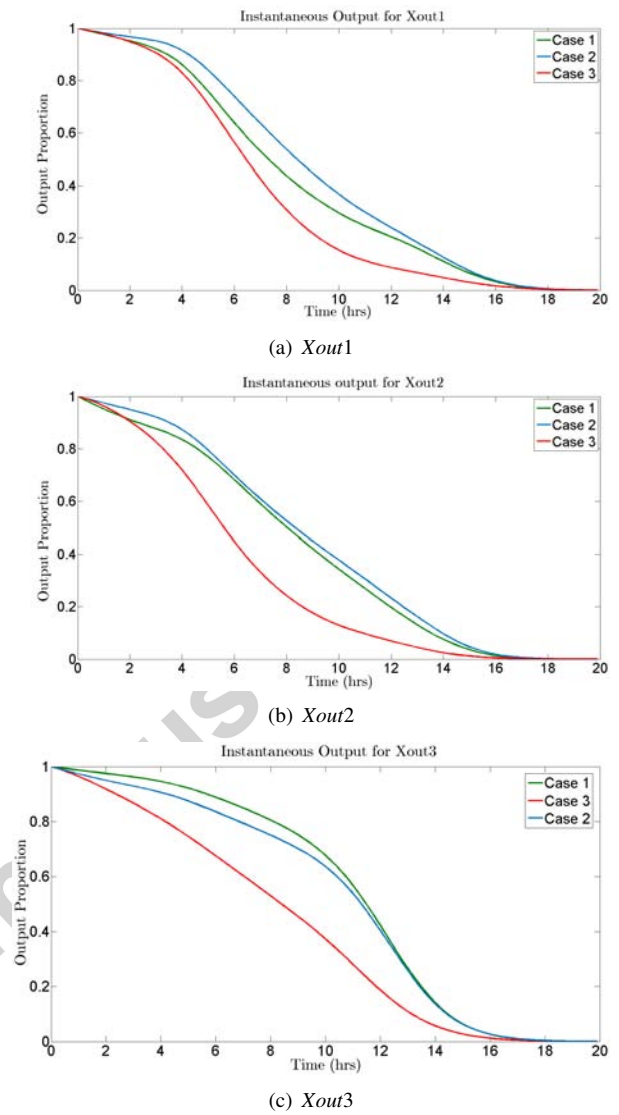 Instantaneous Output for Xout1
Case 1
Case 2
Case 3
Output Proportion
1
0.8
0.6
0.4
0.2
0
0 2 4 6 8 10 12 14 16 18 20
Time (hrs)
(a) Xout1
Instantaneous output for Xout2
Case 1
Case 2
Case 3
Output Proportion
1
0.8
0.6
0.4
0.2
0
0 2 4 6 8 10 12 14 16 18 20
Time (hrs)
(b) Xout2
Instantaneous Output for Xout3
Case 1
Case 3
Case 2
Output Proportion
1
0.8
0.6
0.4
0.2
0
0 2 4 6 8 10 12 14 16 18 20
Time (hrs)
(c) Xout3